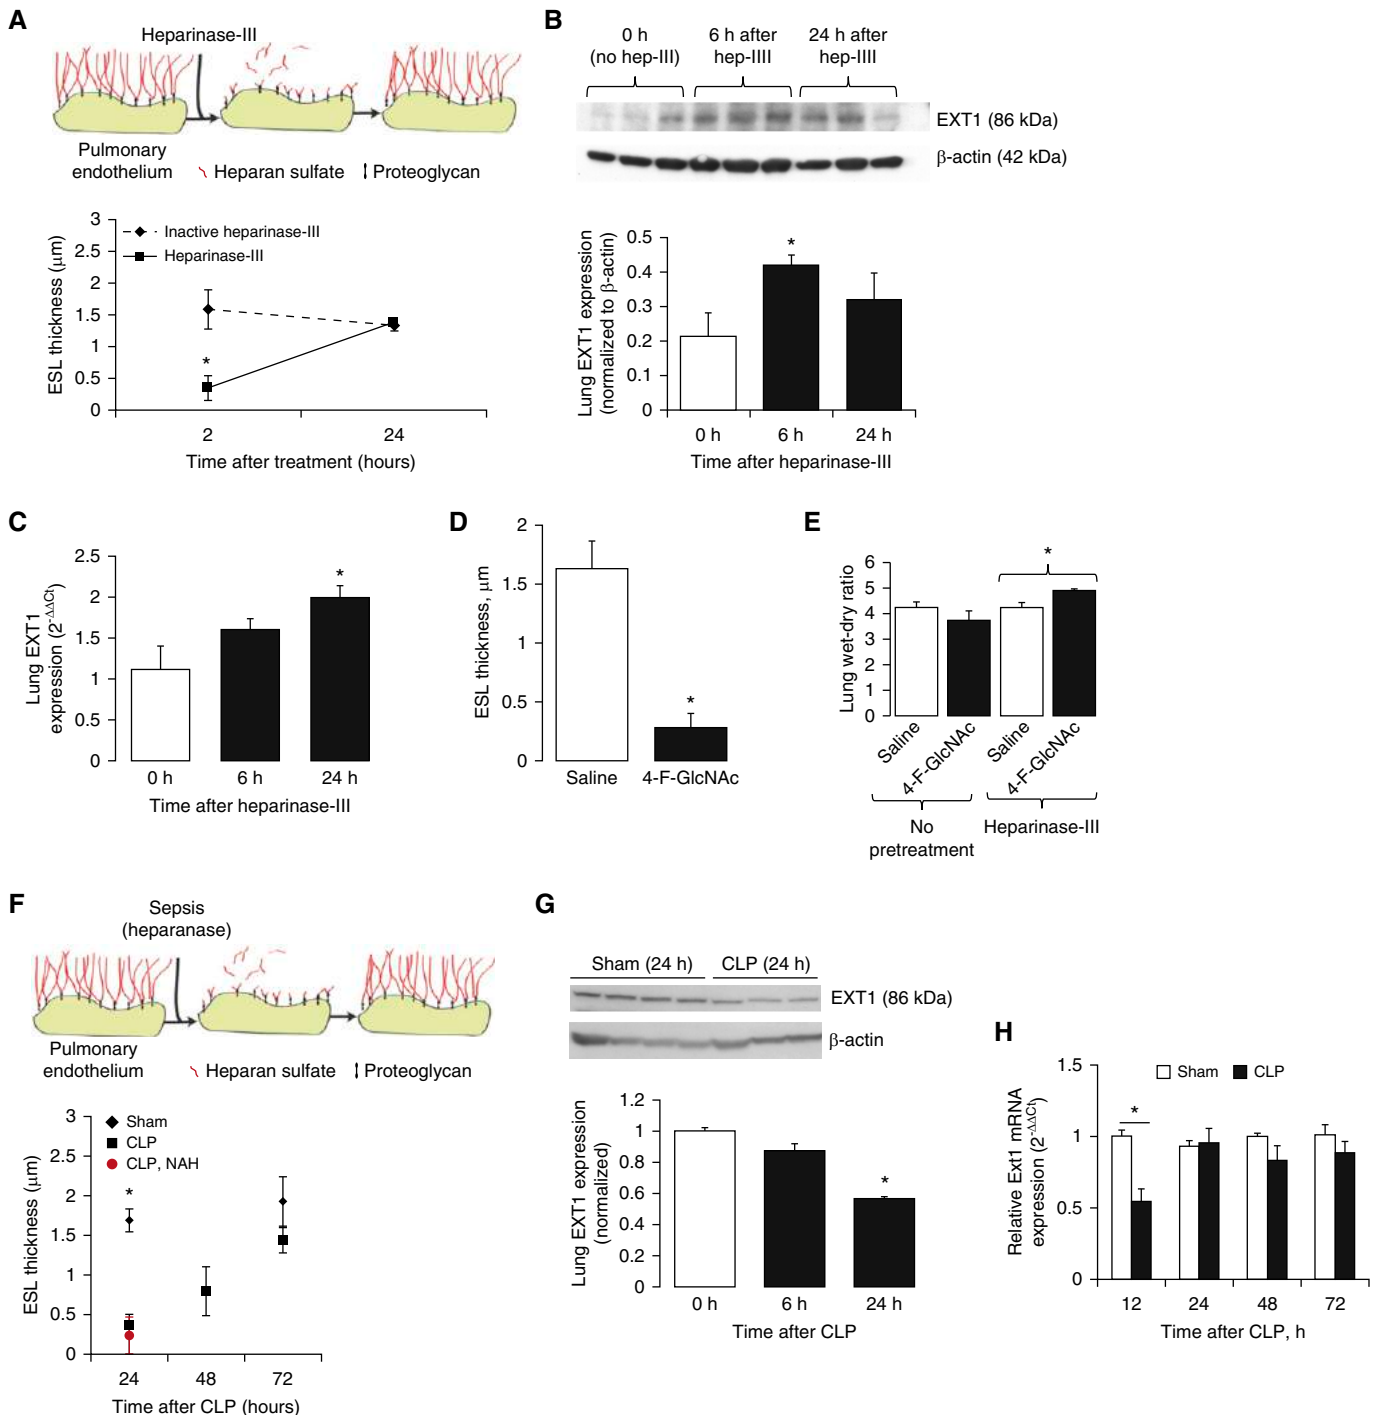 A
Heparinase-III
Pulmonary
endothelium
Heparan sulfate
Proteoglycan
3
2.5
2
1.5
1
0.5
0
ESL thickness (μm)
Inactive heparinase-III
Heparinase-III
*
2
24
Time after treatment (hours)
B
0 h
(no hep-III)
6 h after
hep-IIII
24 h after
hep-IIII
EXT1 (86 kDa)
β-actin (42 kDa)
Lung EXT1 expression
(normalized to β-actin)
0.5
0.4
0.3
0.2
0.1
0
*
0 h
6 h
24 h
Time after heparinase-III
C
Lung EXT1
expression (2-ΔΔCt)
2.5
2
1.5
1
0.5
0
*
0 h
6 h
24 h
Time after heparinase-III
D
ESL thickness, μm
2
1.5
1
0.5
0
*
Saline
4-F-GlcNAc
E
Lung wet-dry ratio
6
5
4
3
2
1
0
*
Saline
4-F-GlcNAc
Saline
4-F-GlcNAc
No
pretreatment
Heparinase-III
F
Sepsis
(heparanase)
Pulmonary
endothelium
Heparan sulfate
Proteoglycan
ESL thickness (μm)
3
2.5
2
1.5
1
0.5
0
Sham
CLP
CLP, NAH
*
24
48
72
Time after CLP (hours)
G
Sham (24 h)
CLP (24 h)
EXT1 (86 kDa)
β-actin
Lung EXT1 expression
(normalized)
1.2
1
0.8
0.6
0.4
0.2
0
*
0 h
6 h
24 h
Time after CLP
H
Relative Ext1 mRNA
expression (2-ΔΔCt)
1.5
1
0.5
0
Sham
CLP
*
12
24
48
72
Time after CLP, h